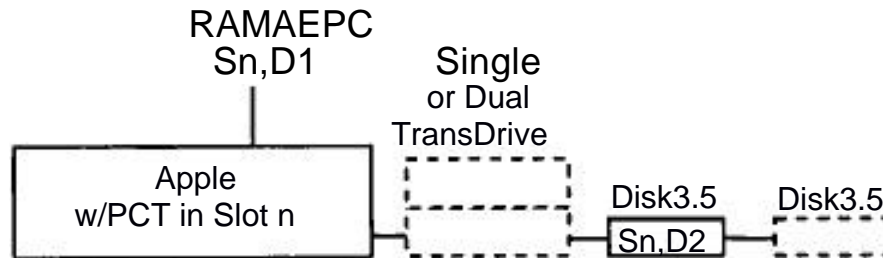 RAMAEPC
Sn,D1
Single
or Dual
TransDrive
Apple
w/PCT in Slot n
Disk3.5
Sn,D2
Disk3.5